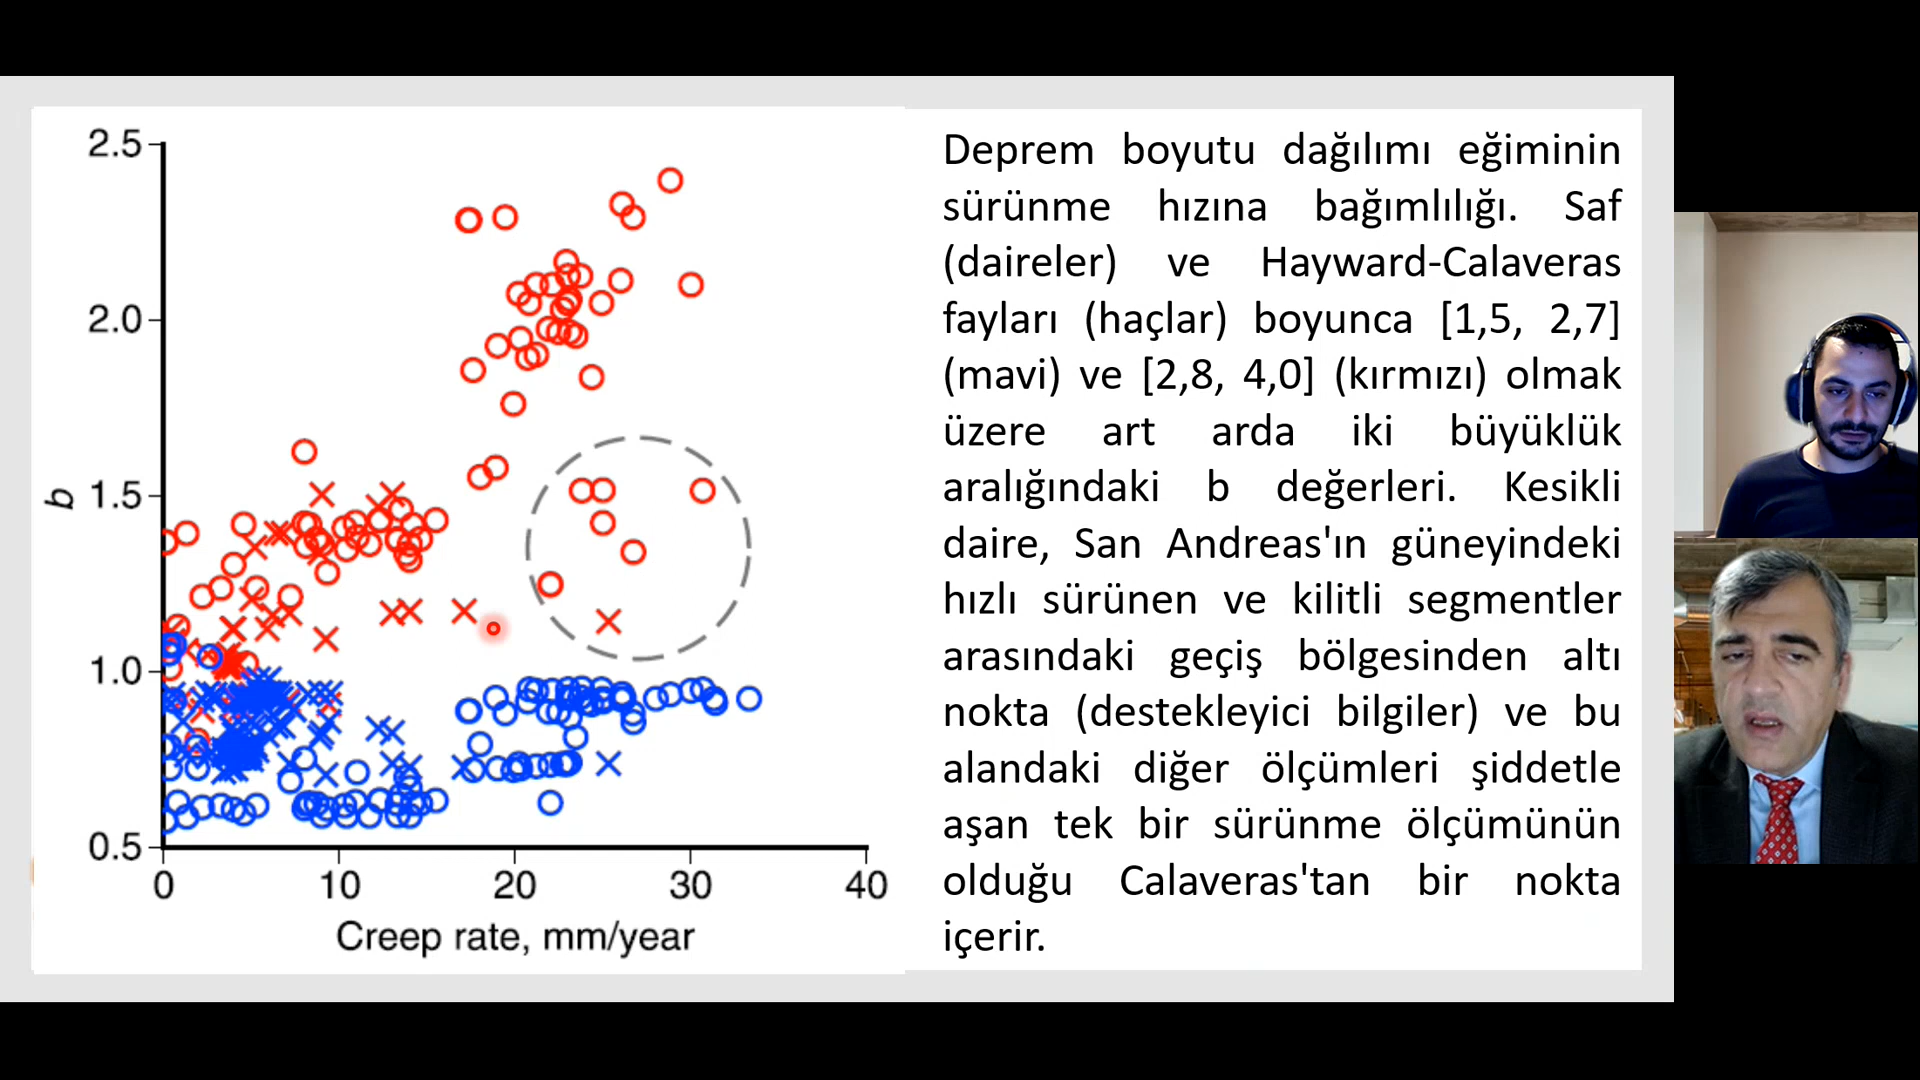 2.5
2.0
1.5
1.0
0.5
b
0 10 20 30 40
Creep rate, mm/year
Deprem boyutu dağılımı eğiminin
sürünme hızına bağımlılığı. Saf
(daireler) ve Hayward-Calaveras
fayları (haçlar) boyunca [1,5, 2,7]
(mavi) ve [2,8, 4,0] (kırmızı) olmak
üzere art arda iki büyüklük
aralığındaki b değerleri. Kesikli
daire, San Andreas'ın güneyindeki
hızlı sürünen ve kilitli segmentler
arasındaki geçiş bölgesinden altı
nokta (destekleyici bilgiler) ve bu
alandaki diğer ölçümleri şiddetle
aşan tek bir sürünme ölçümünün
olduğu Calaveras'tan bir nokta
içerir.